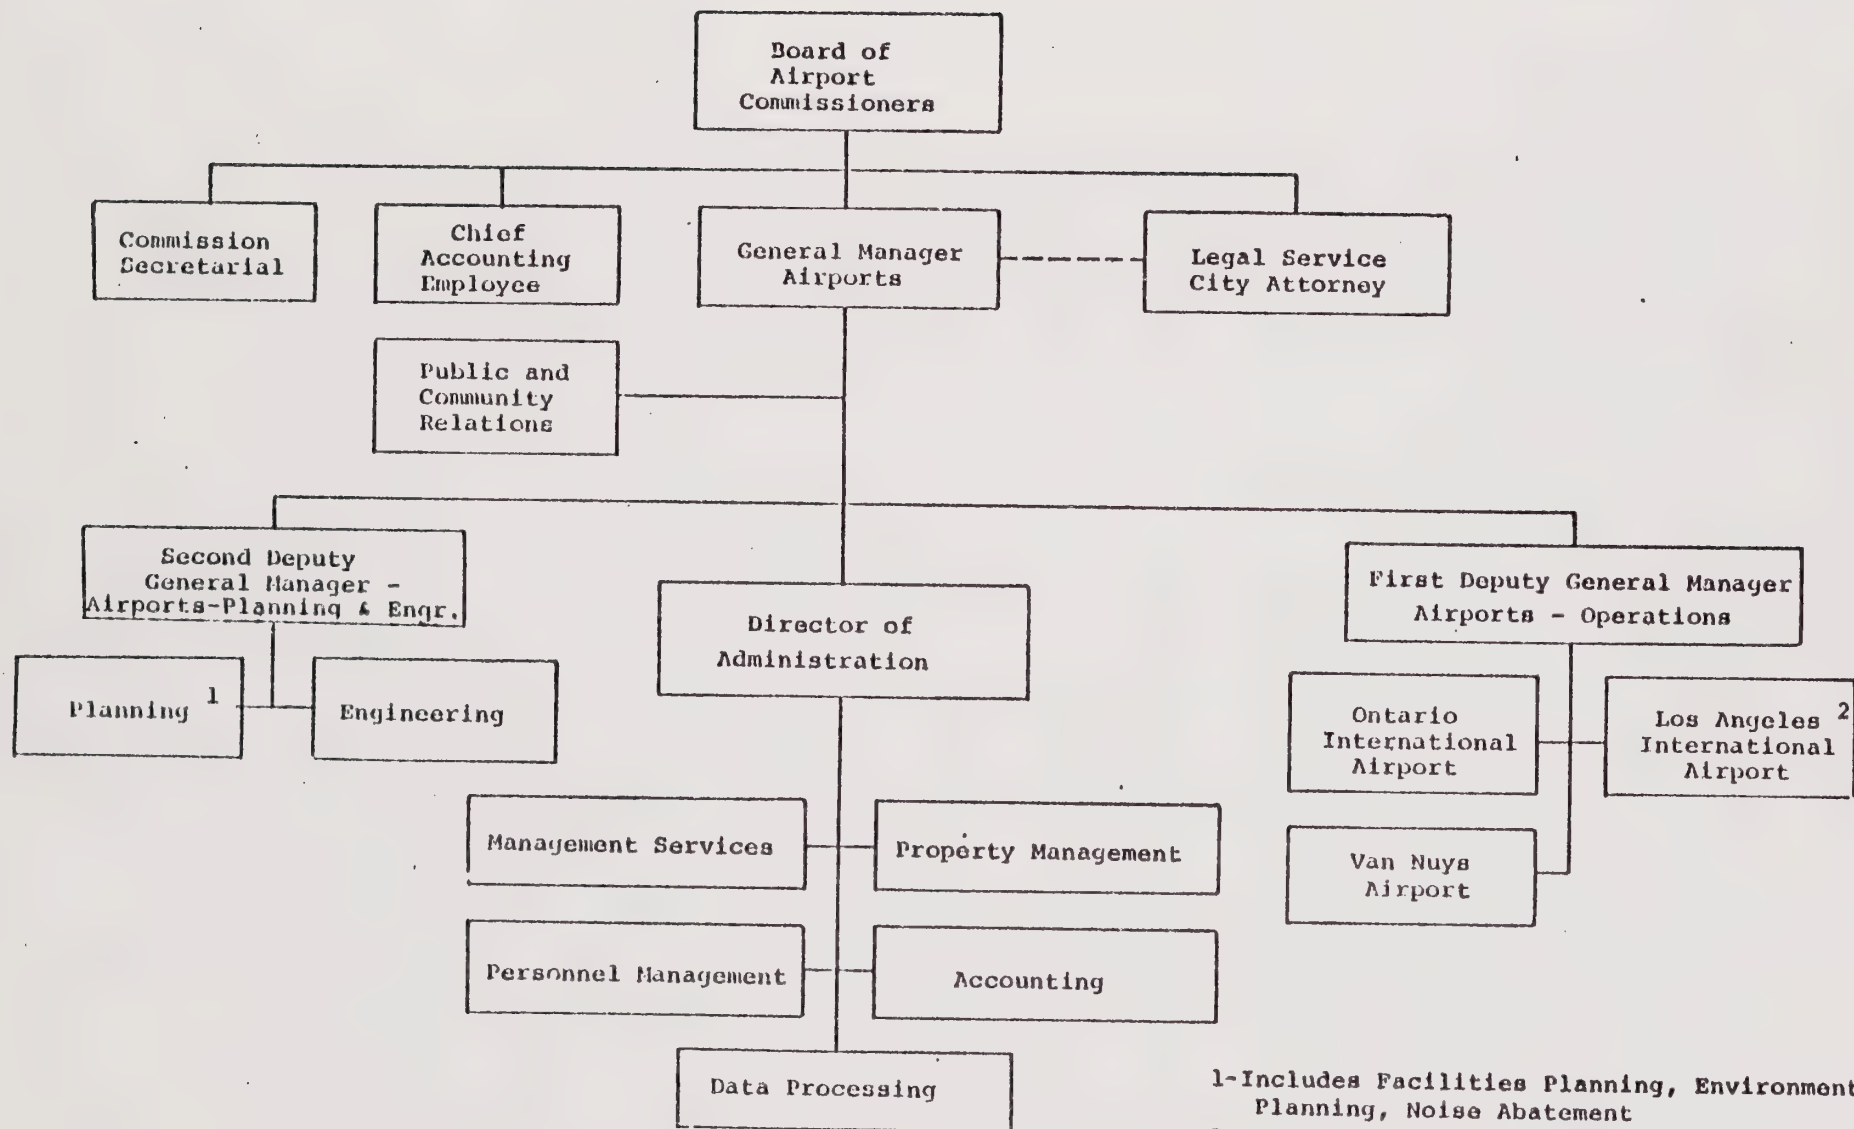 Board of
Airport
Commissioners
Commission
Secretarial
Chief
Accounting
Employee
General Manager
Airports
Legal Service
City Attorney
Public and
Community
Relations
Second Deputy
General Manager -
Airports-Planning & Engr.
Director of
Administration
First Deputy General Manager
Airports - Operations
Planning 1
Engineering
Ontario
International
Airport
Los Angeles 2
International
Airport
Management Services
Property Management
Van Nuys
Airport
Personnel Management
Accounting
Data Processing
1-Includes Facilities Planning, Environment
Planning, Noise Abatement